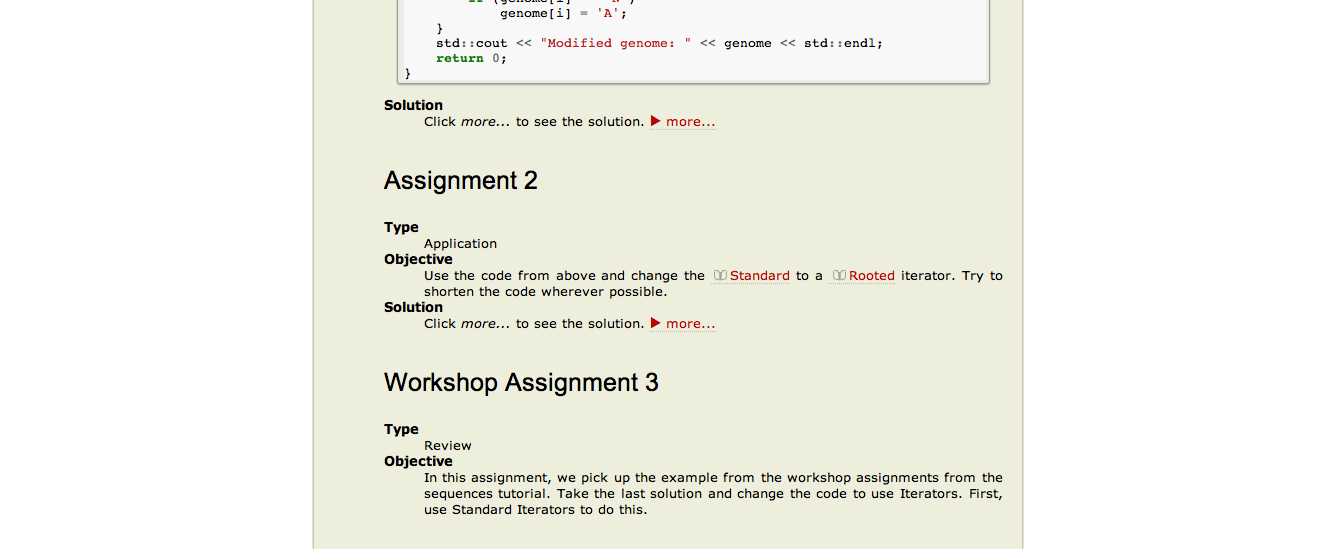 genome[i] = 'A';
}
std::cout << "Modified genome: " << genome << std::endl;
return 0;
}
Solution
Click more... to see the solution. ▶ more...
Assignment 2
Type
Application
Objective
Use the code from above and change the Standard to a Rooted iterator. Try to
shorten the code wherever possible.
Solution
Click more... to see the solution. ▶ more...
Workshop Assignment 3
Type
Review
Objective
In this assignment, we pick up the example from the workshop assignments from the
sequences tutorial. Take the last solution and change the code to use Iterators. First,
use Standard Iterators to do this.